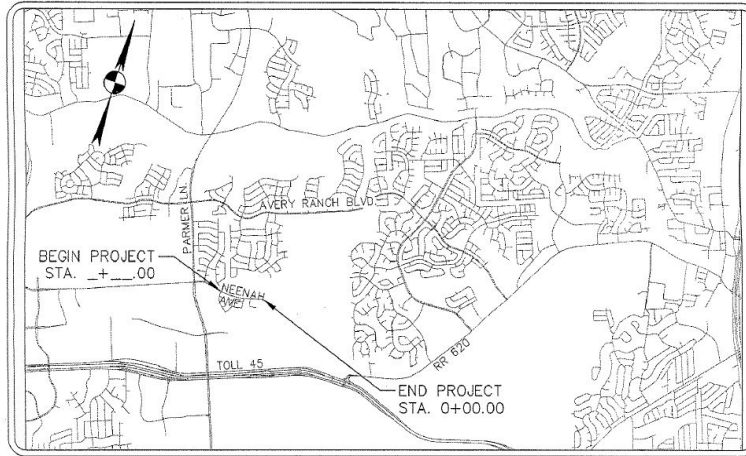 PARMER LN
AVERY RANCH BLVD.
BEGIN PROJECT
STA. _+__.00
NEENAH
AVE
TOLL 45
RR 620
END PROJECT
STA. 0+00.00